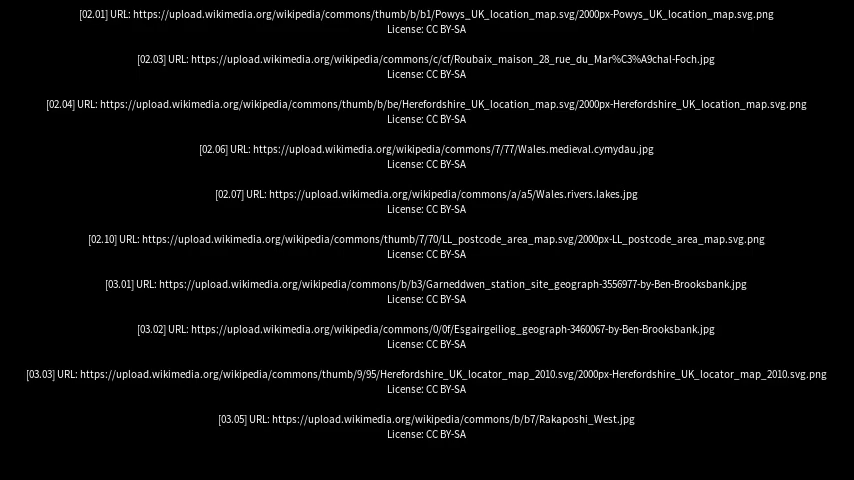 [02.01] URL: https://upload.wikimedia.org/wikipedia/commons/thumb/b/b1/Powys_UK_location_map.svg/2000px-Powys_UK_location_map.svg.png
License: CC BY-SA
[02.03] URL: https://upload.wikimedia.org/wikipedia/commons/c/cf/Roubaix_maison_28_rue_du_Mar%C3%A9chal-Foch.jpg
License: CC BY-SA
[02.04] URL: https://upload.wikimedia.org/wikipedia/commons/thumb/b/be/Herefordshire_UK_location_map.svg/2000px-Herefordshire_UK_location_map.svg.png
License: CC BY-SA
[02.06] URL: https://upload.wikimedia.org/wikipedia/commons/7/77/Wales.medieval.cymydau.jpg
License: CC BY-SA
[02.07] URL: https://upload.wikimedia.org/wikipedia/commons/a/a5/Wales.rivers.lakes.jpg
License: CC BY-SA
[02.10] URL: https://upload.wikimedia.org/wikipedia/commons/thumb/7/70/LL_postcode_area_map.svg/2000px-LL_postcode_area_map.svg.png
License: CC BY-SA
[03.01] URL: https://upload.wikimedia.org/wikipedia/commons/b/b3/Garneddwen_station_site_geograph-3556977-by-Ben-Brooksbank.jpg
License: CC BY-SA
[03.02] URL: https://upload.wikimedia.org/wikipedia/commons/0/0f/Esgairgeiliog_geograph-3460067-by-Ben-Brooksbank.jpg
License: CC BY-SA
[03.03] URL: https://upload.wikimedia.org/wikipedia/commons/thumb/9/95/Herefordshire_UK_locator_map_2010.svg/2000px-Herefordshire_UK_locator_map_2010.svg.png
License: CC BY-SA
[03.05] URL: https://upload.wikimedia.org/wikipedia/commons/b/b7/Rakaposhi_West.jpg
License: CC BY-SA